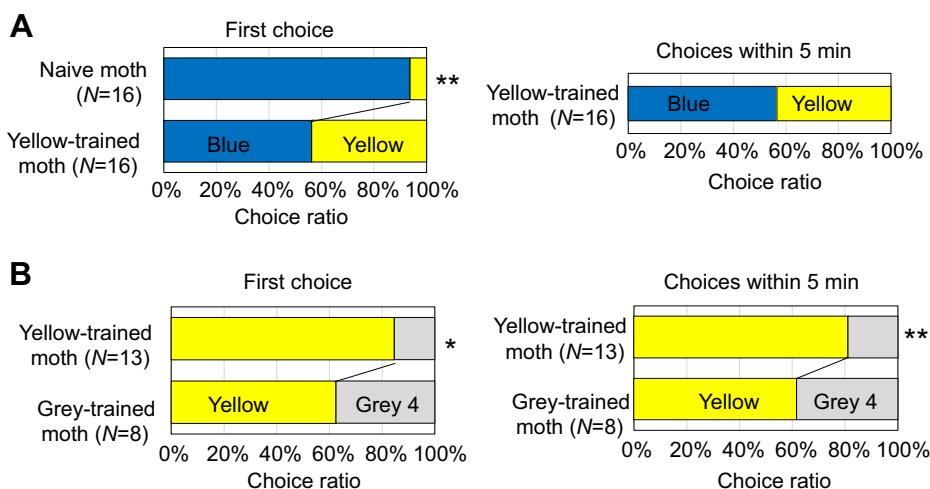 A
First choice
Naive moth
(N=16)
**
Yellow-trained
moth (N=16)
Blue
Yellow
0% 20% 40% 60% 80% 100%
Choice ratio
Choices within 5 min
Yellow-trained
moth (N=16)
Blue
Yellow
0% 20% 40% 60% 80% 100%
Choice ratio
B
First choice
Yellow-trained
moth (N=13)
*
Grey-trained
moth (N=8)
Yellow
Grey 4
0% 20% 40% 60% 80% 100%
Choice ratio
Choices within 5 min
Yellow-trained
moth (N=13)
**
Grey-trained
moth (N=8)
Yellow
Grey 4
0% 20% 40% 60% 80% 100%
Choice ratio